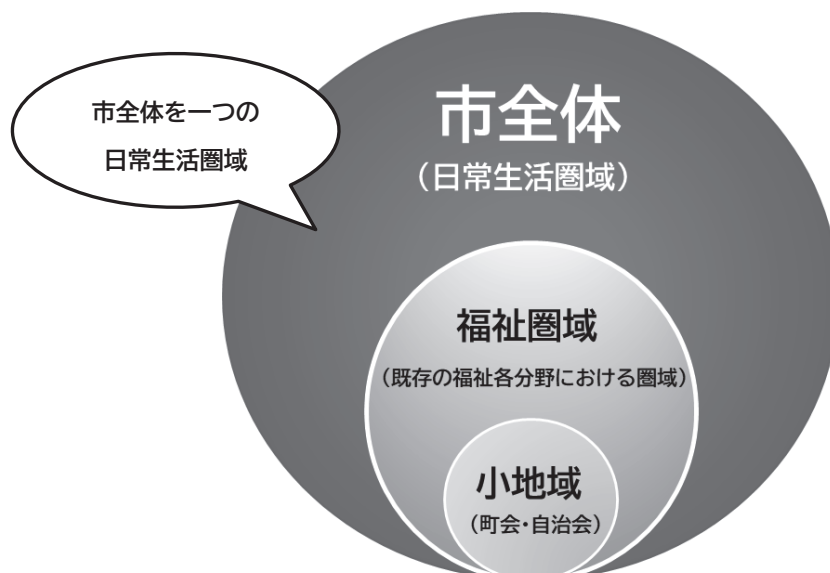 市全体を一つの
日常生活圏域
市全体
（日常生活圏域）
福祉圏域
（既存の福祉各分野における圏域）
小地域
（町会・自治会）